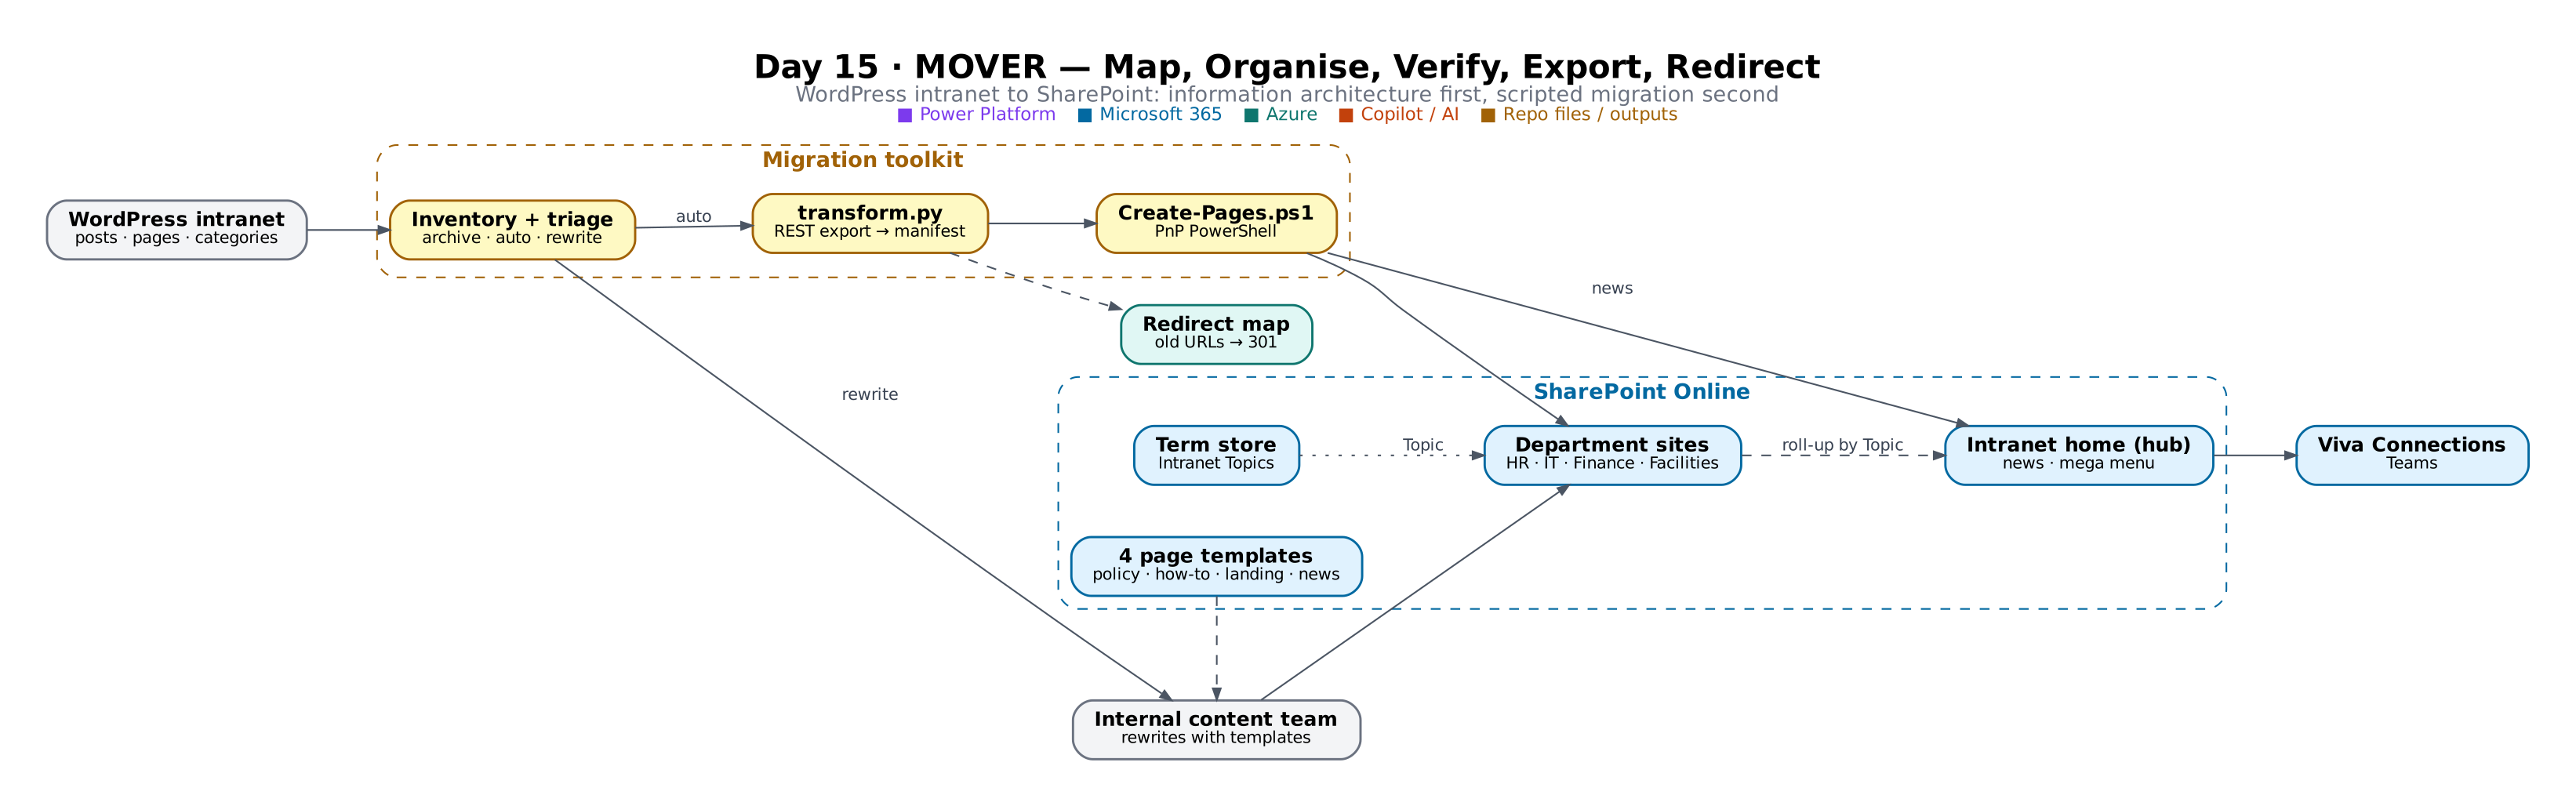 Day 15 · MOVER — Map, Organise, Verify, Export, Redirect
WordPress intranet to SharePoint: information architecture first, scripted migration second
■ Power Platform ■ Microsoft 365 ■ Azure ■ Copilot / AI ■ Repo files / outputs
Migration toolkit
WordPress intranet
posts · pages · categories
Inventory + triage
archive · auto · rewrite
auto
transform.py
REST export → manifest
Create-Pages.ps1
PnP PowerShell
news
Redirect map
old URLs → 301
rewrite
SharePoint Online
Term store
Intranet Topics
Topic
Department sites
HR · IT · Finance · Facilities
roll-up by Topic
Intranet home (hub)
news · mega menu
Viva Connections
Teams
4 page templates
policy · how-to · landing · news
Internal content team
rewrites with templates